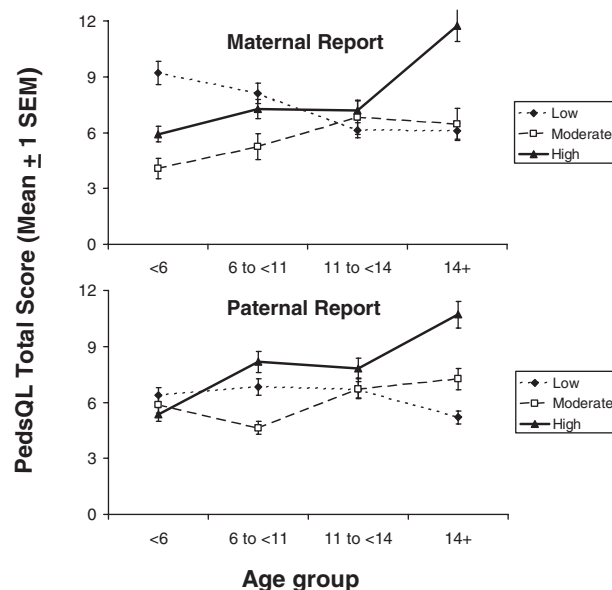 PedsQL Total Score (Mean ± 1 SEM)
Maternal Report
12
9
6
3
0
<6
6 to <11
11 to <14
14+
Low
Moderate
High
Paternal Report
12
9
6
3
0
<6
6 to <11
11 to <14
14+
Low
Moderate
High
Age group